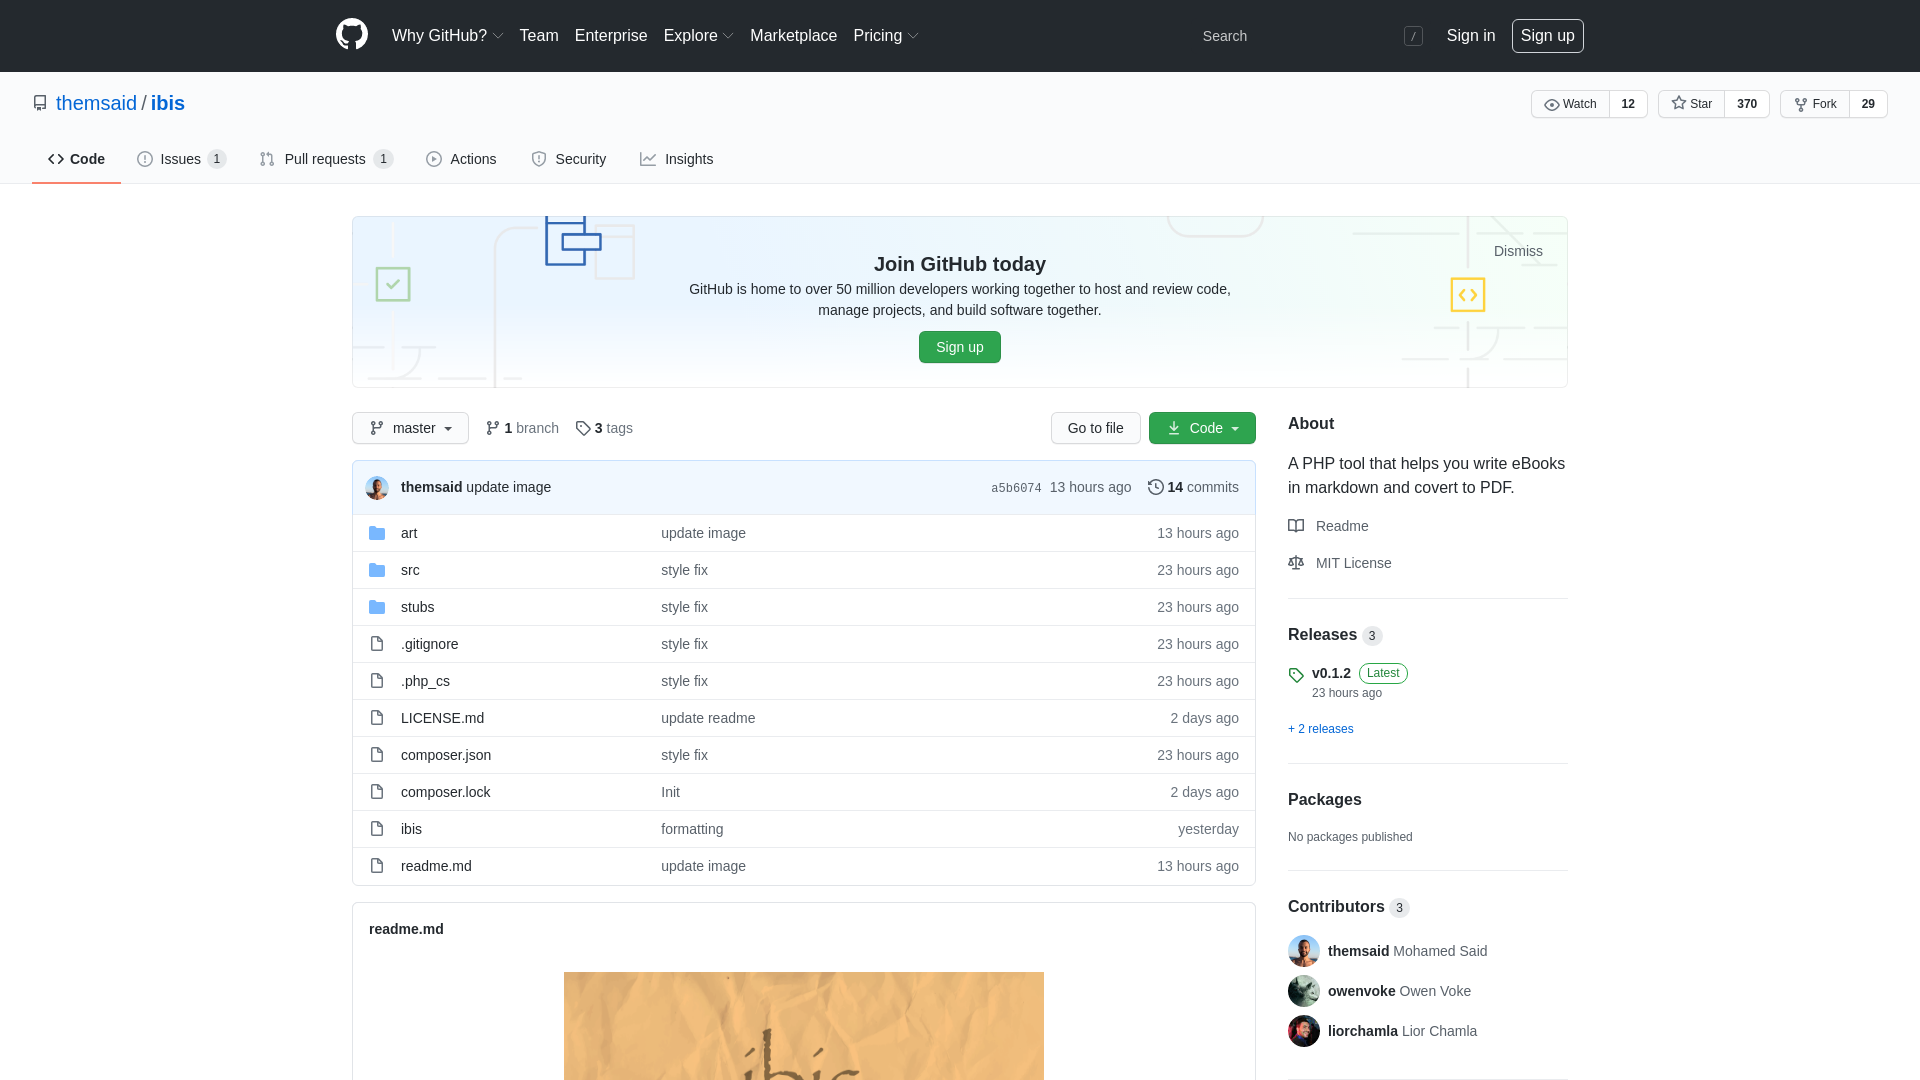 Why GitHub? Team Enterprise Explore Marketplace Pricing Search / Sign in Sign up
themsaid / ibis
Watch 12 Star 370 Fork 29
Code Issues 1 Pull requests 1 Actions Security Insights
Dismiss
Join GitHub today
GitHub is home to over 50 million developers working together to host and review code,
manage projects, and build software together.
Sign up
master 1 branch 3 tags Go to file Code
themsaid update image a5b6074 13 hours ago 14 commits
art update image 13 hours ago
src style fix 23 hours ago
stubs style fix 23 hours ago
.gitignore style fix 23 hours ago
.php_cs style fix 23 hours ago
LICENSE.md update readme 2 days ago
composer.json style fix 23 hours ago
composer.lock Init 2 days ago
ibis formatting yesterday
readme.md update image 13 hours ago
readme.md
ibis
About
A PHP tool that helps you write eBooks
in markdown and covert to PDF.
Readme
MIT License
Releases 3
v0.1.2 Latest
23 hours ago
+ 2 releases
Packages
No packages published
Contributors 3
themsaid Mohamed Said
owenvoke Owen Voke
liorchamla Lior Chamla